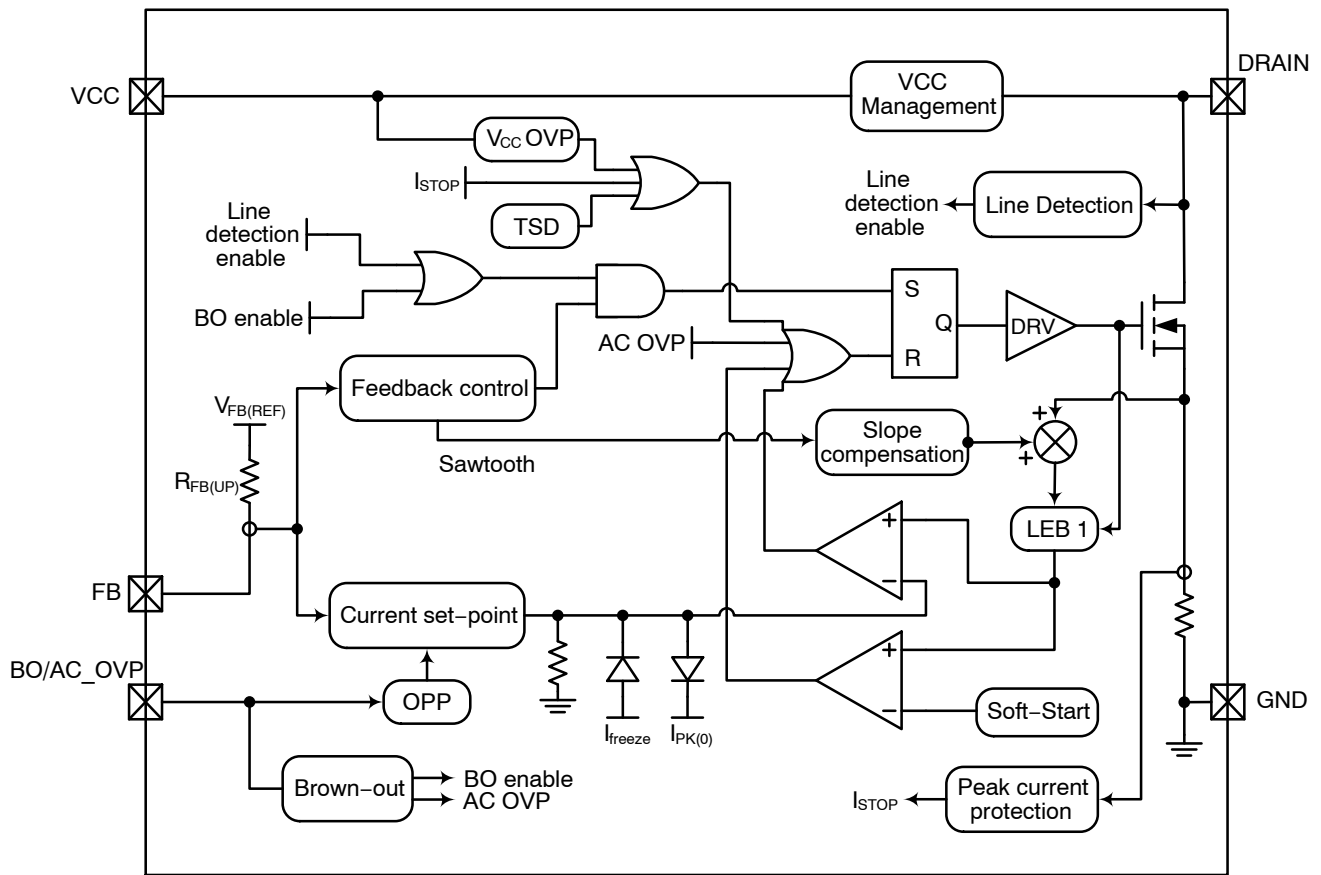 DRAIN
VCC
VCC
Management
VCC OVP
ISTOP
TSD
Line
detection
enable
Line Detection
Line
detection
enable
BO enable
S
Q
R
DRV
AC OVP
Feedback control
VFB(REF)
RFB(UP)
Sawtooth
Slope
compensation
+
+
LEB 1
+
−
FB
Current set−point
BO/AC_OVP
OPP
Ifreeze
IPK(0)
+
−
Soft−Start
GND
Brown−out
BO enable
AC OVP
ISTOP
Peak current
protection